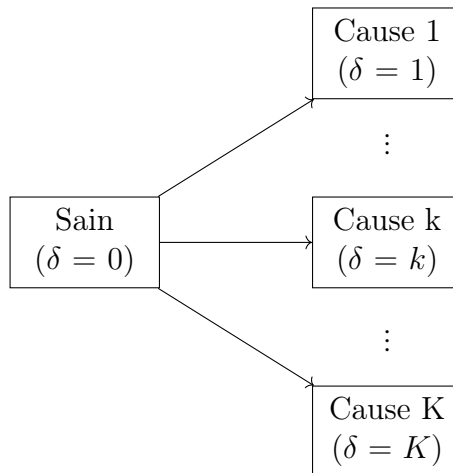 Cause 1
(δ = 1)
⋮
Sain
(δ = 0)
Cause k
(δ = k)
⋮
Cause K
(δ = K)